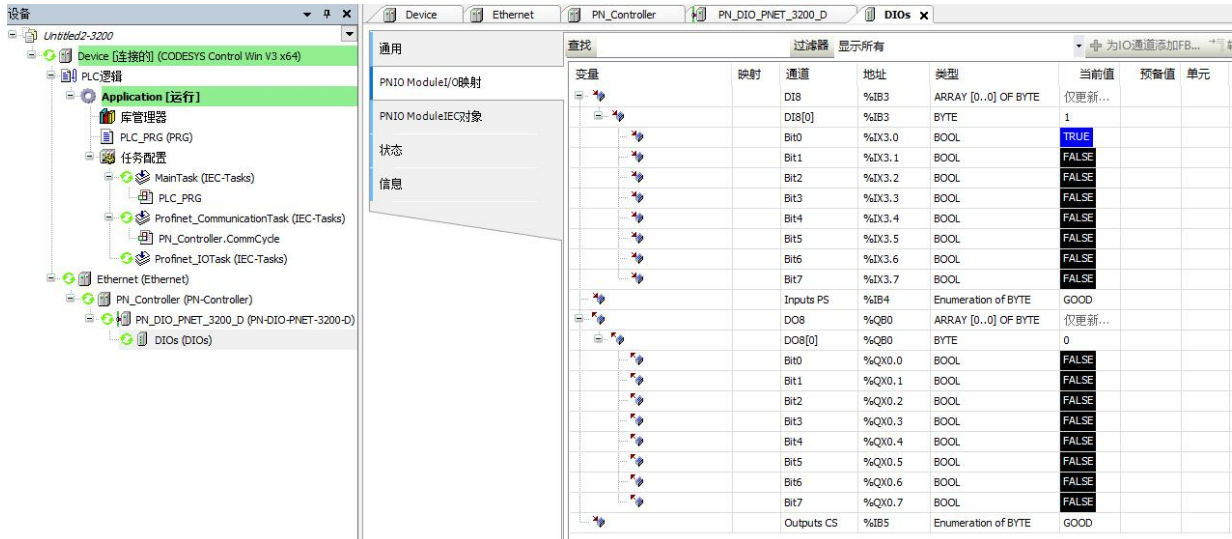 设备
Untitled2-3200
Device [连接的] (CODESYS Control Win V3 x64)
PLC逻辑
Application [运行]
库管理器
PLC_PRG (PRG)
任务配置
MainTask (IEC-Tasks)
PLC_PRG
Profinet_CommunicationTask (IEC-Tasks)
PN_Controller.CommCycle
Profinet_IOTask (IEC-Tasks)
Ethernet (Ethernet)
PN_Controller (PN-Controller)
PN_DIO_PNET_3200_D (PN-DIO-PNET-3200-D)
DIOs (DIOs)
Device Ethernet PN_Controller PN_DIO_PNET_3200_D DIOs
通用
PNIO ModuleI/O映射
PNIO ModuleIEC对象
状态
信息
查找 过滤器 显示所有 为IO通道添加FB...
变量 映射 通道 地址 类型 当前值 预备值 单元
DI8 %IB3 ARRAY [0..0] OF BYTE 仅更新...
DI8[0] %IB3 BYTE 1
Bit0 %IX3.0 BOOL TRUE
Bit1 %IX3.1 BOOL FALSE
Bit2 %IX3.2 BOOL FALSE
Bit3 %IX3.3 BOOL FALSE
Bit4 %IX3.4 BOOL FALSE
Bit5 %IX3.5 BOOL FALSE
Bit6 %IX3.6 BOOL FALSE
Bit7 %IX3.7 BOOL FALSE
Inputs PS %IB4 Enumeration of BYTE GOOD
DO8 %QB0 ARRAY [0..0] OF BYTE 仅更新...
DO8[0] %QB0 BYTE 0
Bit0 %QX0.0 BOOL FALSE
Bit1 %QX0.1 BOOL FALSE
Bit2 %QX0.2 BOOL FALSE
Bit3 %QX0.3 BOOL FALSE
Bit4 %QX0.4 BOOL FALSE
Bit5 %QX0.5 BOOL FALSE
Bit6 %QX0.6 BOOL FALSE
Bit7 %QX0.7 BOOL FALSE
Outputs CS %IB5 Enumeration of BYTE GOOD